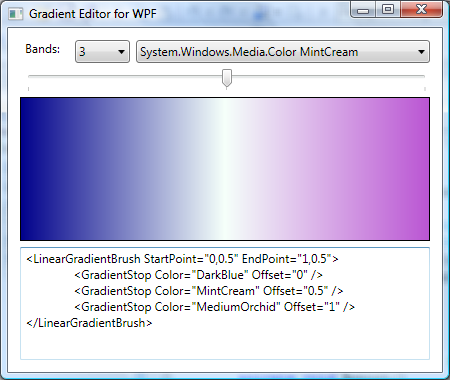 Gradient Editor for WPF
Bands: 3 System.Windows.Media.Color MintCream
<LinearGradientBrush StartPoint="0,0.5" EndPoint="1,0.5">
<GradientStop Color="DarkBlue" Offset="0" />
<GradientStop Color="MintCream" Offset="0.5" />
<GradientStop Color="MediumOrchid" Offset="1" />
</LinearGradientBrush>